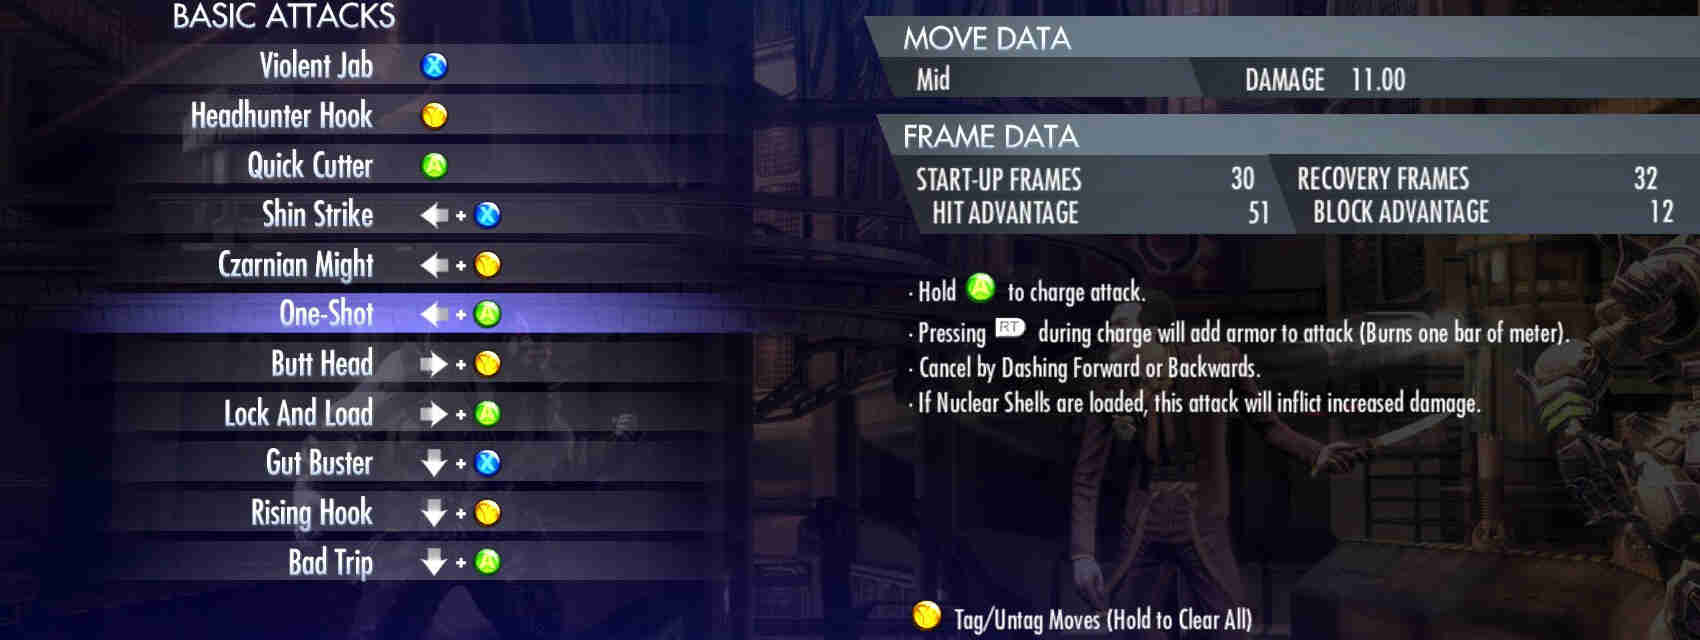 BASIC ATTACKS
Violent Jab X
Headhunter Hook Y
Quick Cutter A
Shin Strike + X
Czarnian Might + Y
One-Shot + A
Butt Head + Y
Lock And Load + A
Gut Buster + X
Rising Hook + Y
Bad Trip + A
MOVE DATA
Mid DAMAGE 11.00
FRAME DATA
START-UP FRAMES 30 RECOVERY FRAMES 32
HIT ADVANTAGE 51 BLOCK ADVANTAGE 12
· Hold A to charge attack.
· Pressing RT during charge will add armor to attack (Burns one bar of meter).
· Cancel by Dashing Forward or Backwards.
· If Nuclear Shells are loaded, this attack will inflict increased damage.
Y Tag/Untag Moves (Hold to Clear All)